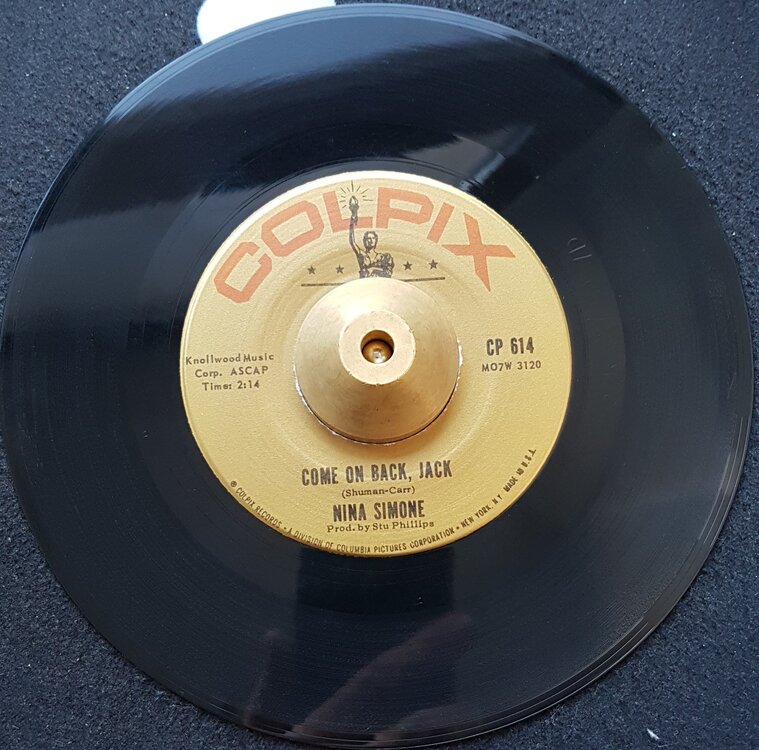 COLPIX
Knollwood Music
Corp. ASCAP
Time: 2:14
CP 614
MO7W 3120
COME ON BACK, JACK
(Shuman-Carr)
NINA SIMONE
Prod. by Stu Phillips
® COLPIX RECORDS • A DIVISION OF COLUMBIA PICTURES CORPORATION • NEW YORK, N.Y. MADE IN U.S.A.